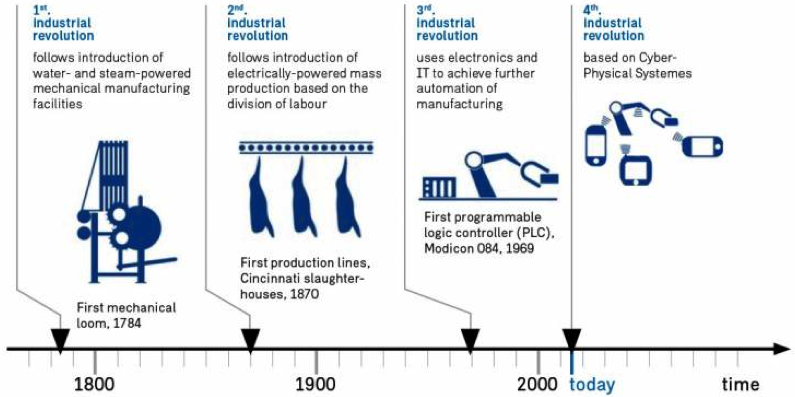 1st.
industrial
revolution
follows introduction of
water- and steam-powered
mechanical manufacturing
facilities
First mechanical
loom, 1784
2nd.
industrial
revolution
follows introduction of
electrically-powered mass
production based on the
division of labour
First production lines,
Cincinnati slaughter-
houses, 1870
3rd.
industrial
revolution
uses electronics and
IT to achieve further
automation of
manufacturing
First programmable
logic controller (PLC),
Modicon 084, 1969
4th.
industrial
revolution
based on Cyber-
Physical Systemes
1800
1900
2000
today
time